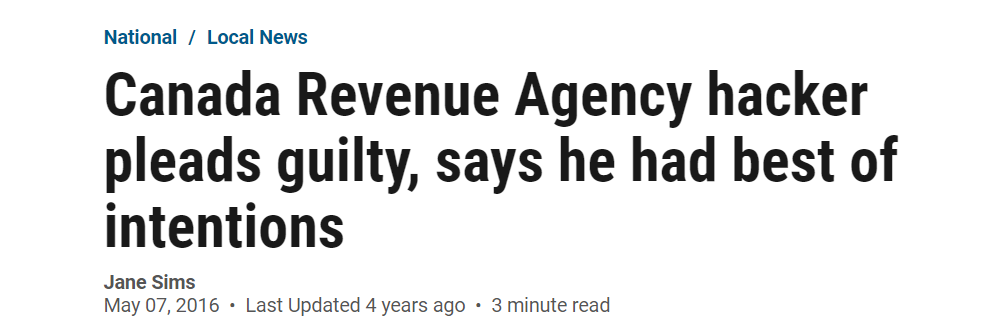 National / Local News
Canada Revenue Agency hacker
pleads guilty, says he had best of
intentions
Jane Sims
May 07, 2016 • Last Updated 4 years ago • 3 minute read